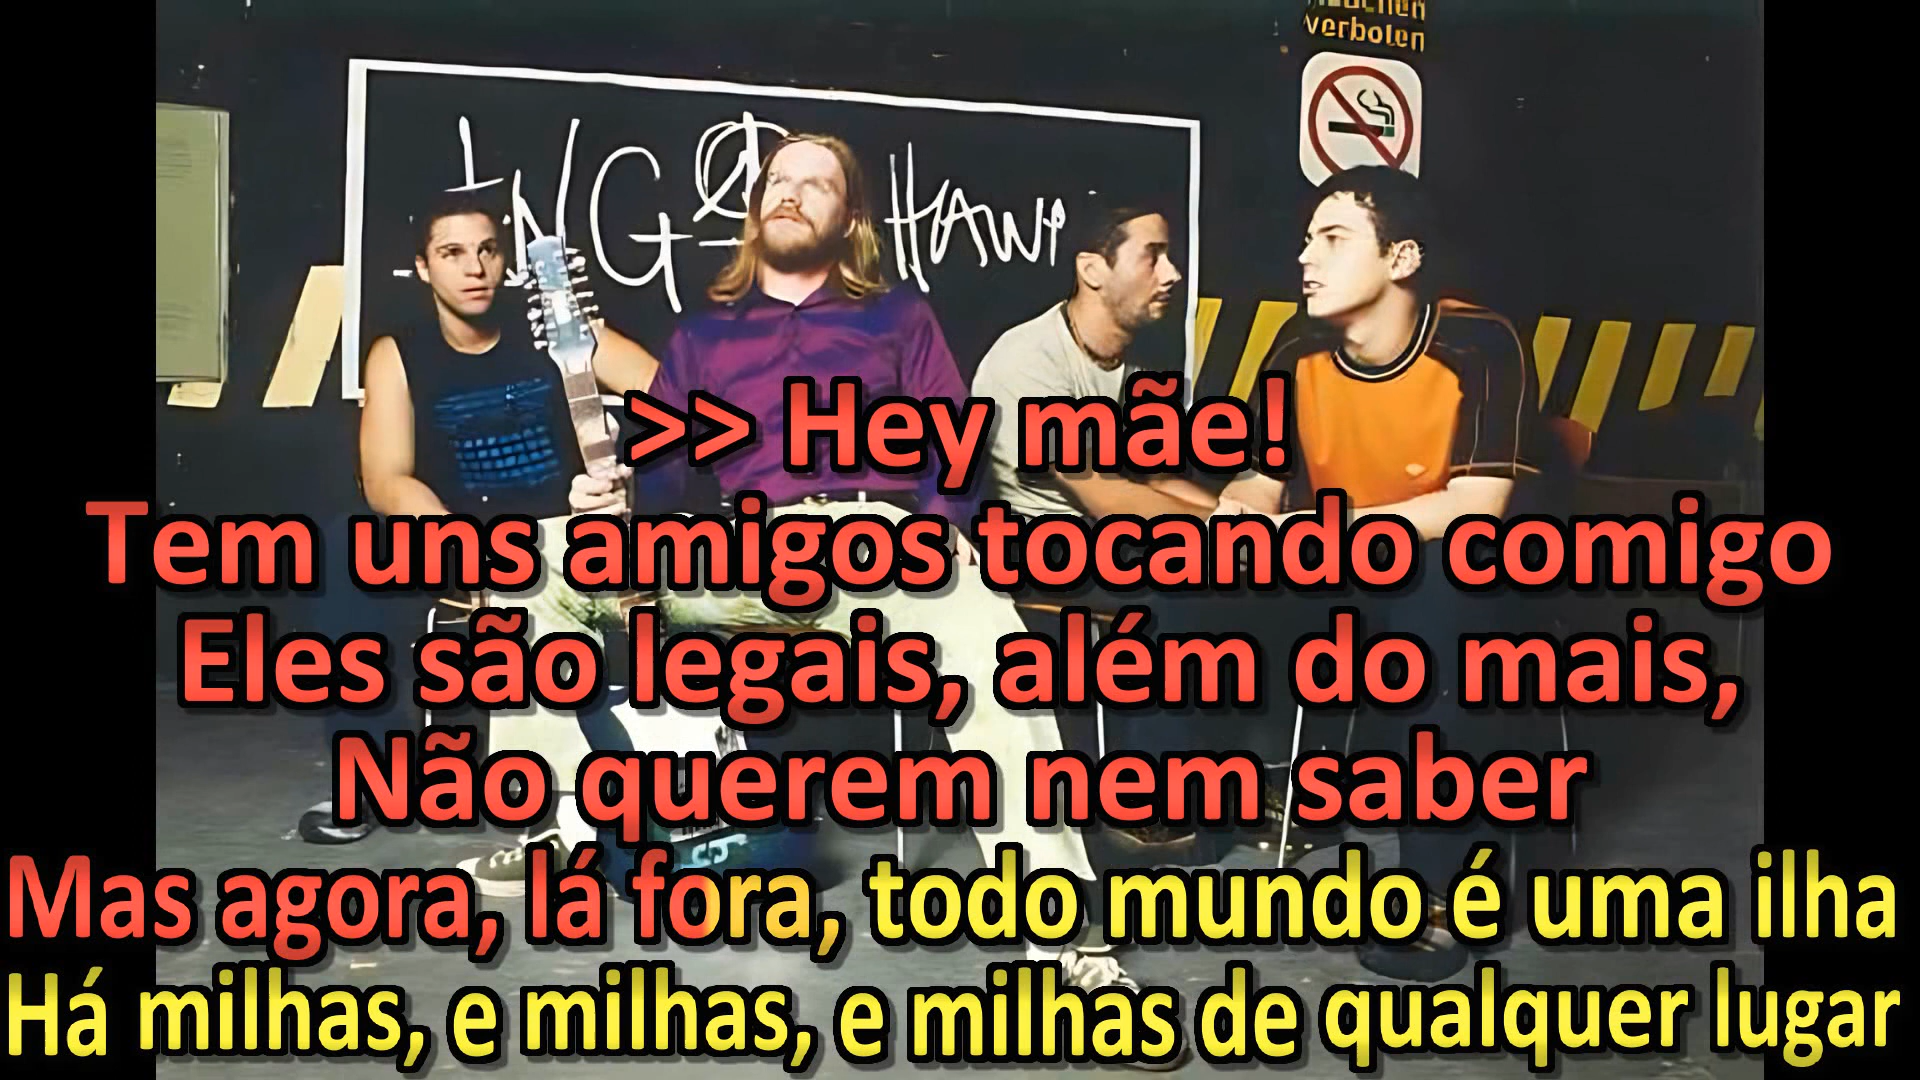 verboten
>> Hey mãe!
Tem uns amigos tocando comigo
Eles são legais, além do mais,
Não querem nem saber
Mas agora, lá fora, todo mundo é uma ilha
Há milhas, e milhas, e milhas de qualquer lugar